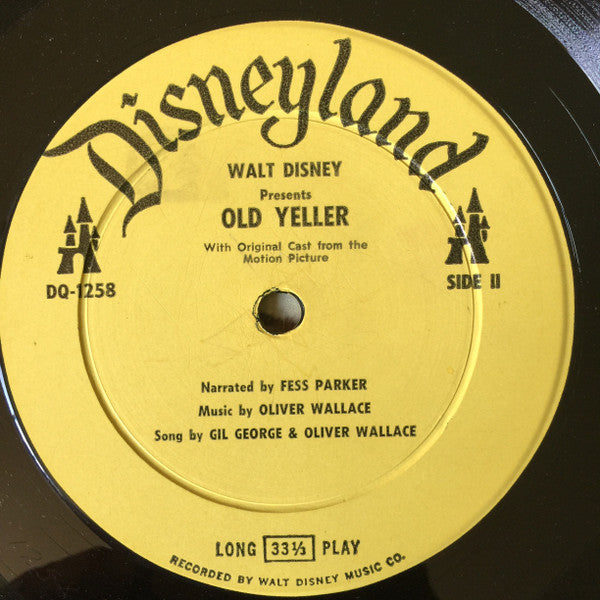 Disneyland
WALT DISNEY
Presents
OLD YELLER
With Original Cast from the
Motion Picture
DQ-1258
SIDE II
Narrated by FESS PARKER
Music by OLIVER WALLACE
Song by GIL GEORGE & OLIVER WALLACE
LONG 33⅓ PLAY
RECORDED BY WALT DISNEY MUSIC CO.